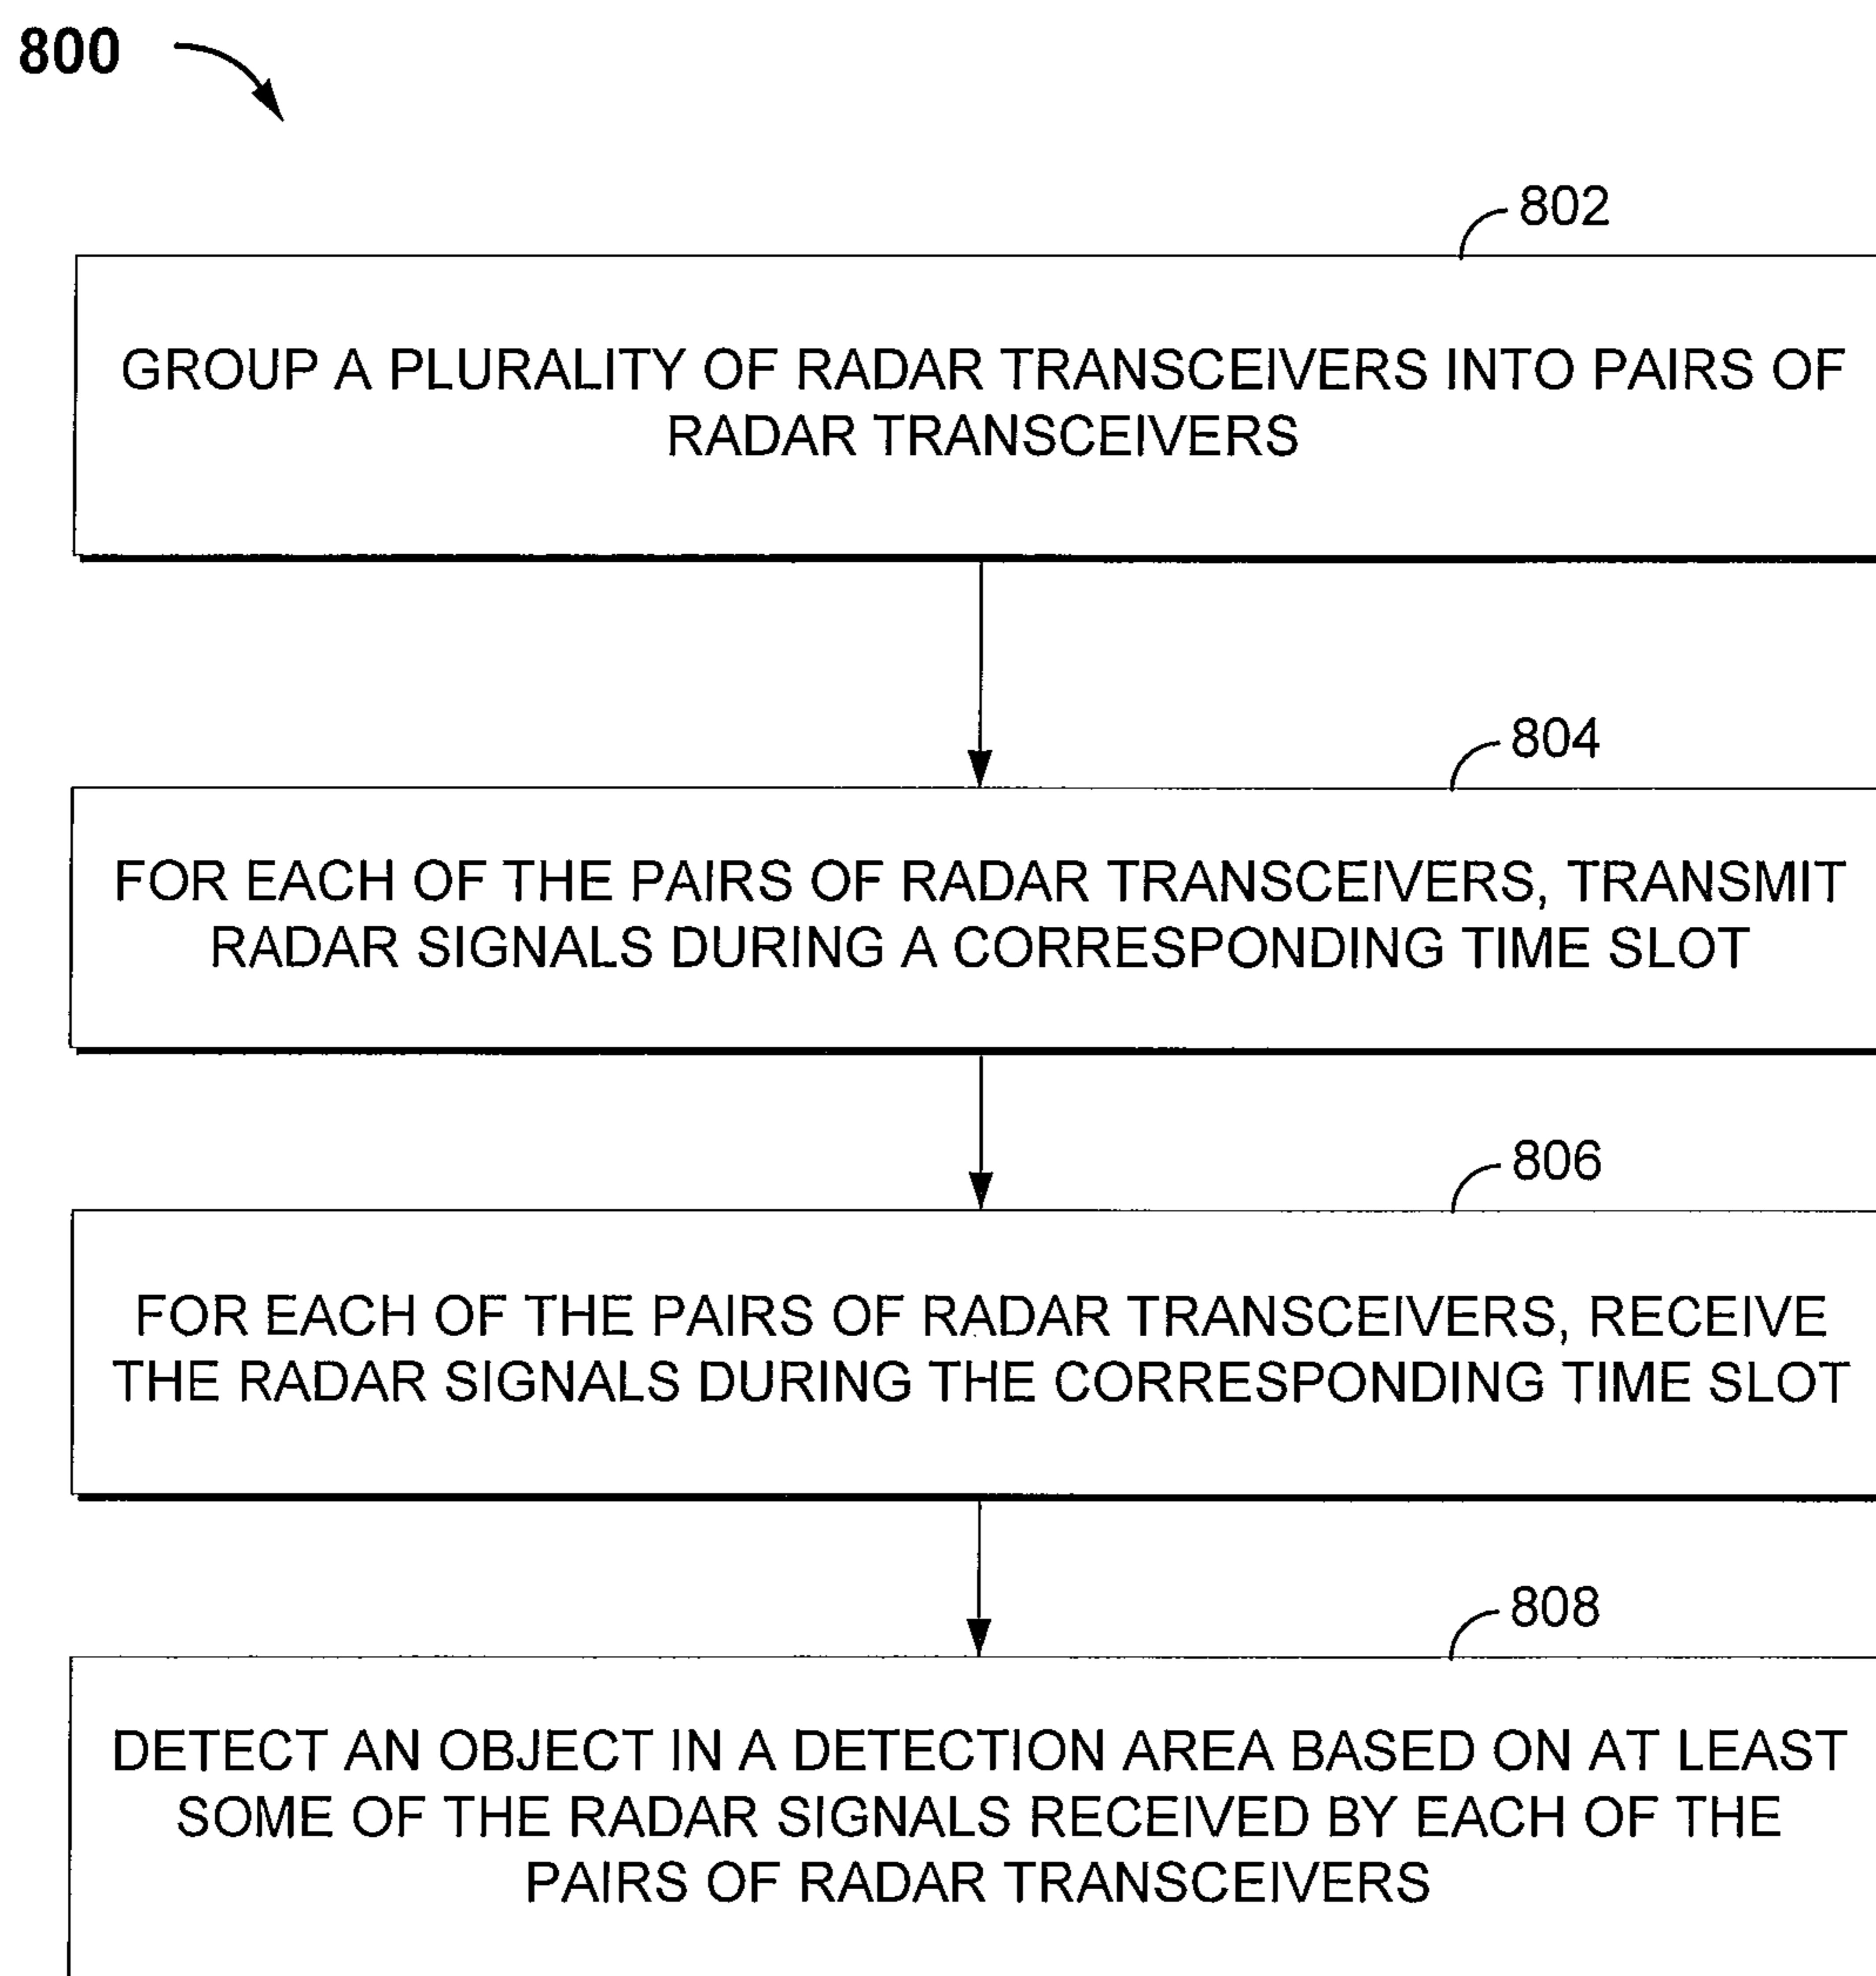 800
802
GROUP A PLURALITY OF RADAR TRANSCEIVERS INTO PAIRS OF
RADAR TRANSCEIVERS
804
FOR EACH OF THE PAIRS OF RADAR TRANSCEIVERS, TRANSMIT
RADAR SIGNALS DURING A CORRESPONDING TIME SLOT
806
FOR EACH OF THE PAIRS OF RADAR TRANSCEIVERS, RECEIVE
THE RADAR SIGNALS DURING THE CORRESPONDING TIME SLOT
808
DETECT AN OBJECT IN A DETECTION AREA BASED ON AT LEAST
SOME OF THE RADAR SIGNALS RECEIVED BY EACH OF THE
PAIRS OF RADAR TRANSCEIVERS